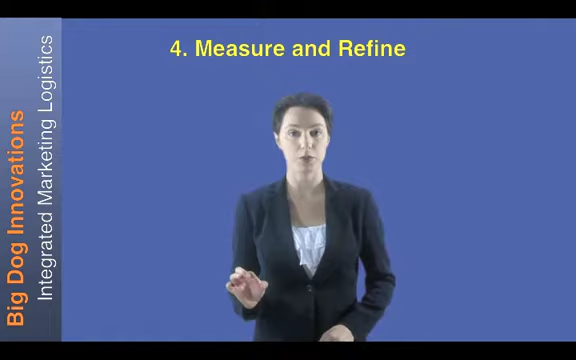 4. Measure and Refine
Big Dog Innovations
Integrated Marketing Logistics